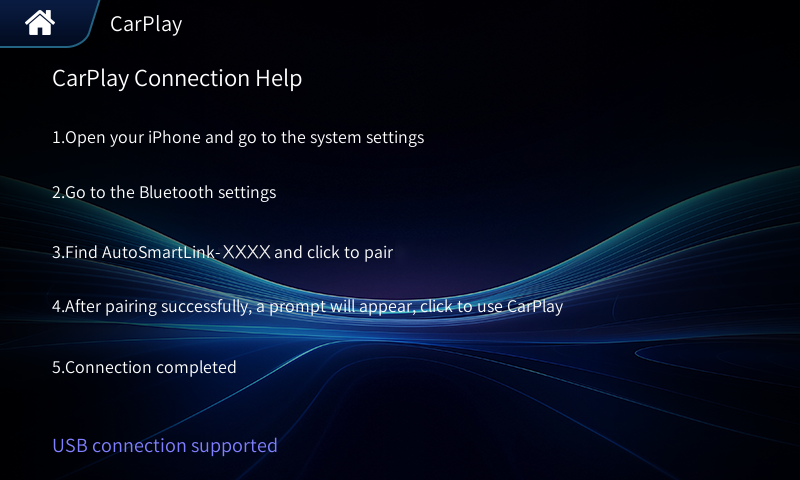 CarPlay
CarPlay Connection Help
1.Open your iPhone and go to the system settings
2.Go to the Bluetooth settings
3.Find AutoSmartLink-XXXX and click to pair
4.After pairing successfully, a prompt will appear, click to use CarPlay
5.Connection completed
USB connection supported